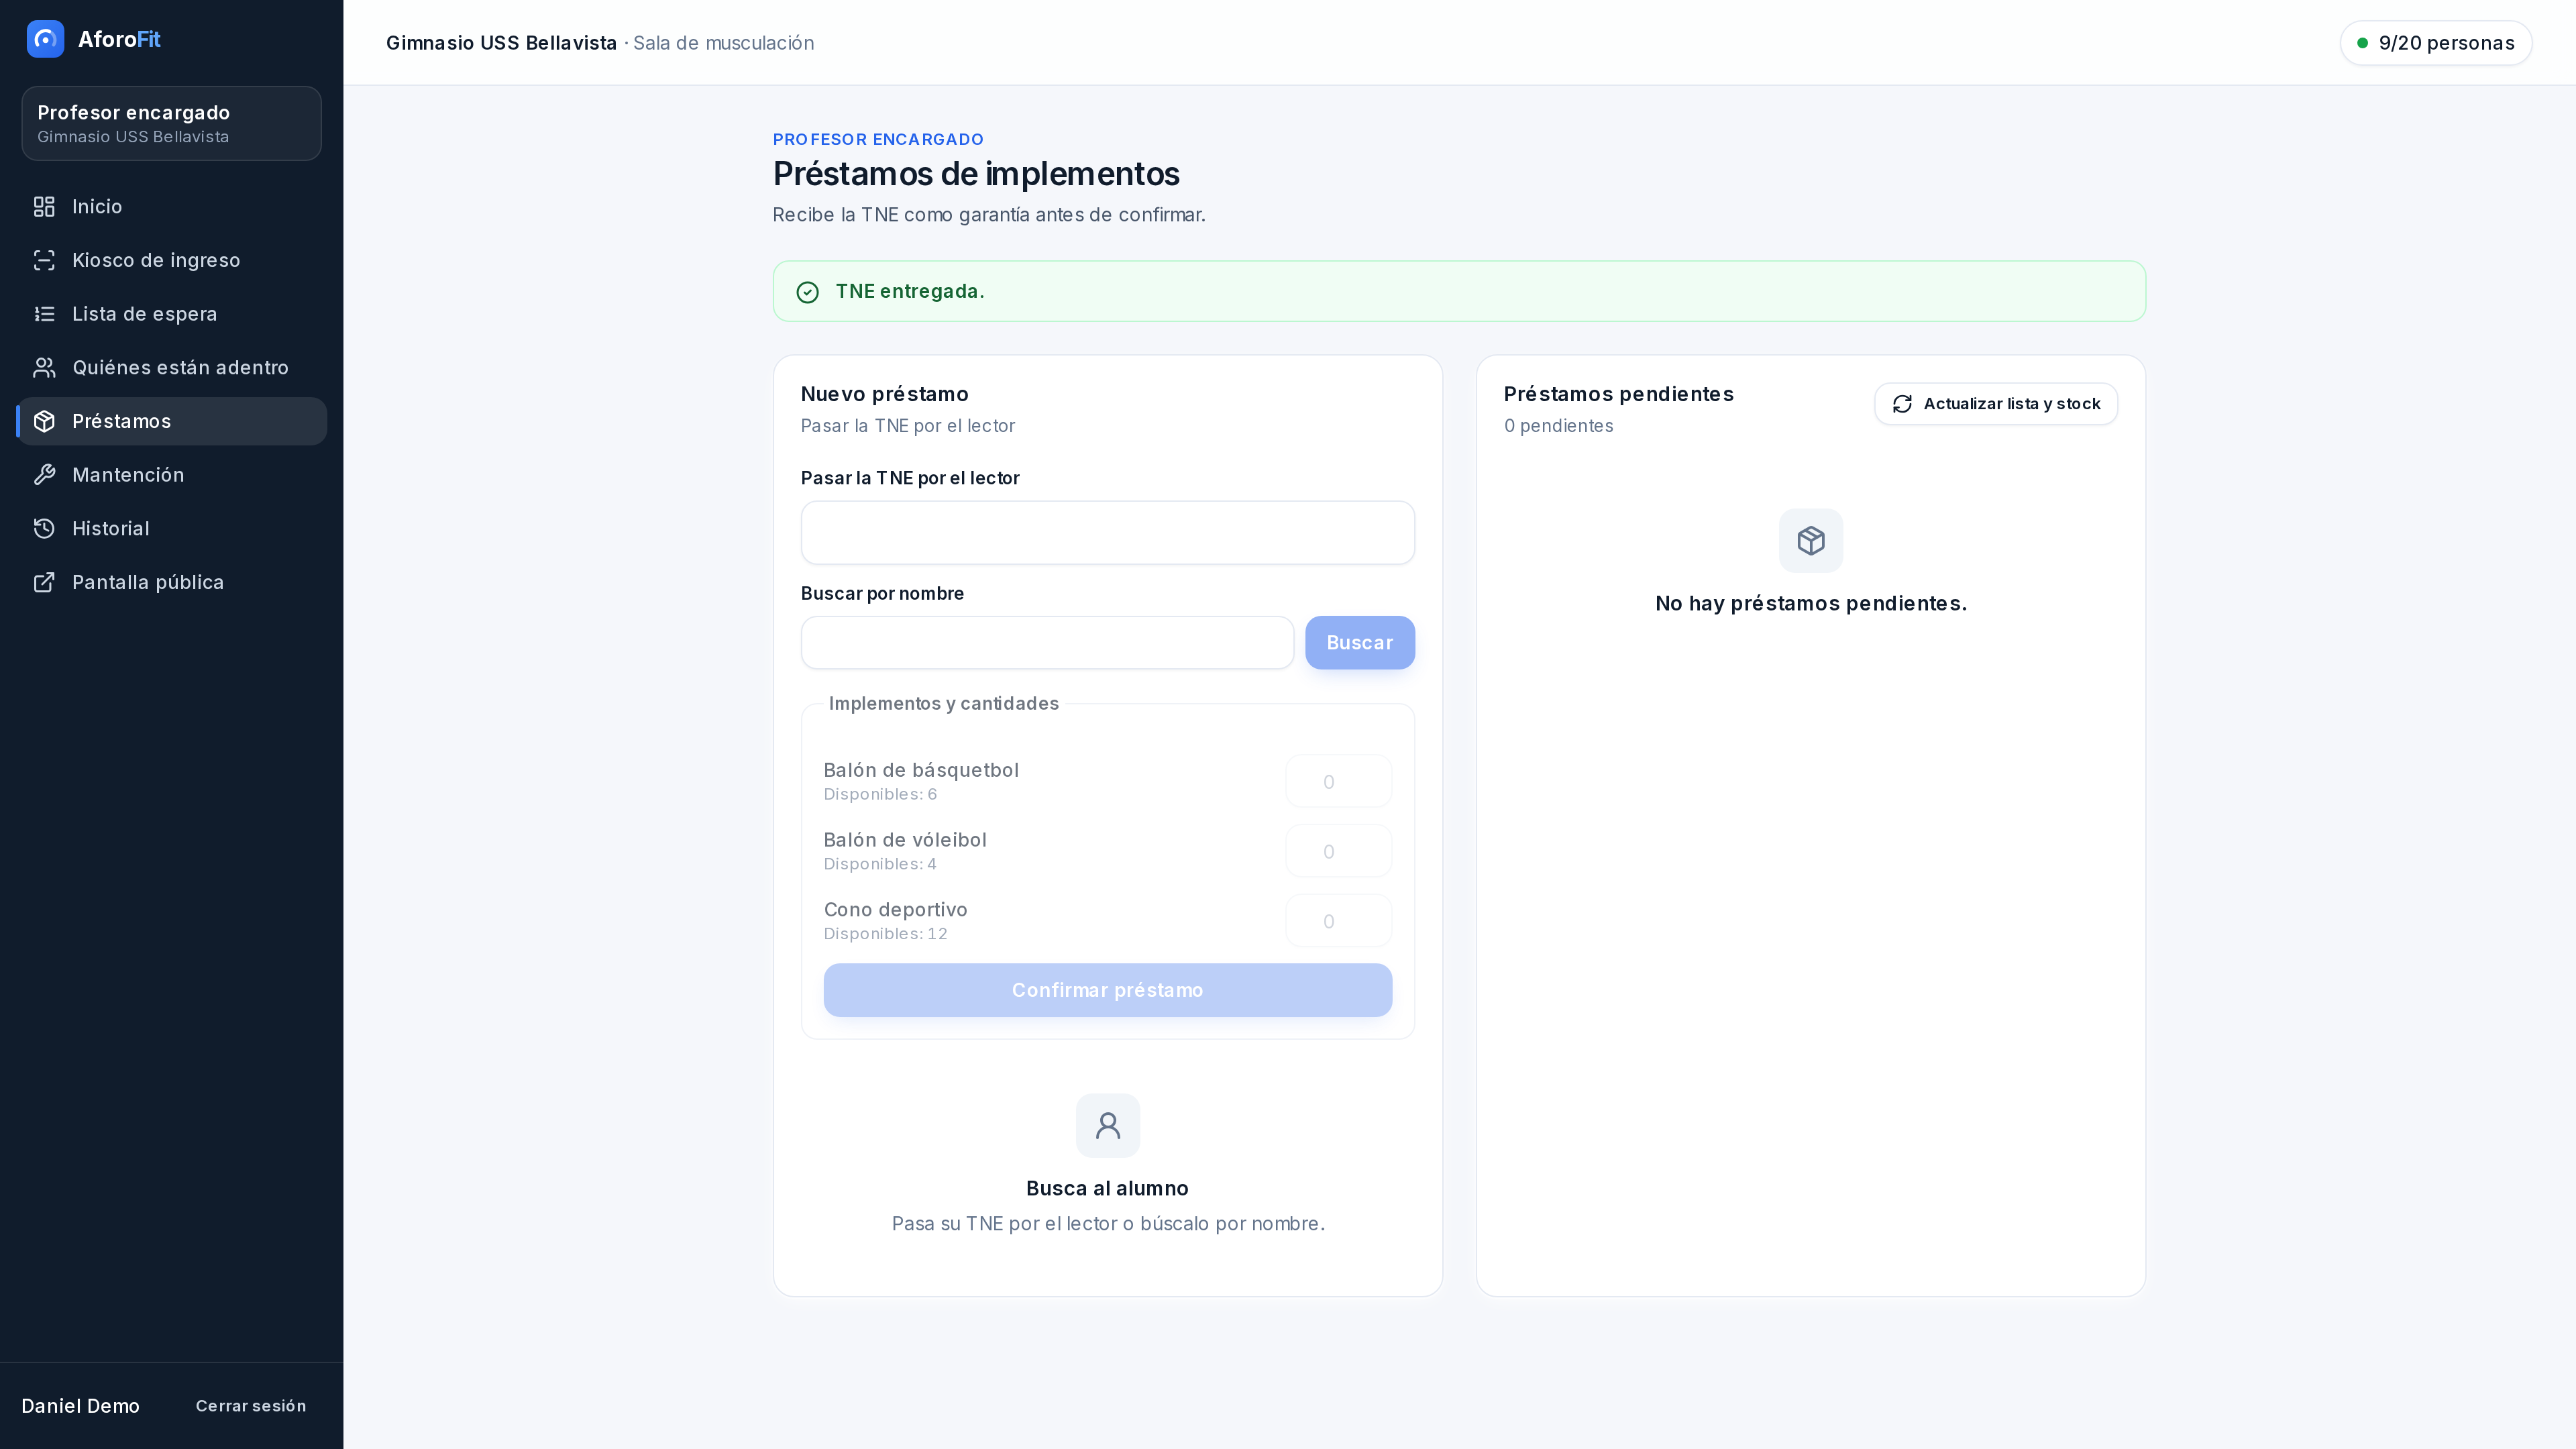 AforoFit
Profesor encargado
Gimnasio USS Bellavista
Inicio
Kiosco de ingreso
Lista de espera
Quiénes están adentro
Préstamos
Mantención
Historial
Pantalla pública
Daniel Demo
Cerrar sesión
Gimnasio USS Bellavista · Sala de musculación
9/20 personas
PROFESOR ENCARGADO
Préstamos de implementos
Recibe la TNE como garantía antes de confirmar.
TNE entregada.
Nuevo préstamo
Pasar la TNE por el lector
Pasar la TNE por el lector
Buscar por nombre
Buscar
Implementos y cantidades
Balón de básquetbol
Disponibles: 6
0
Balón de vóleibol
Disponibles: 4
0
Cono deportivo
Disponibles: 12
0
Confirmar préstamo
Busca al alumno
Pasa su TNE por el lector o búscalo por nombre.
Préstamos pendientes
0 pendientes
Actualizar lista y stock
No hay préstamos pendientes.